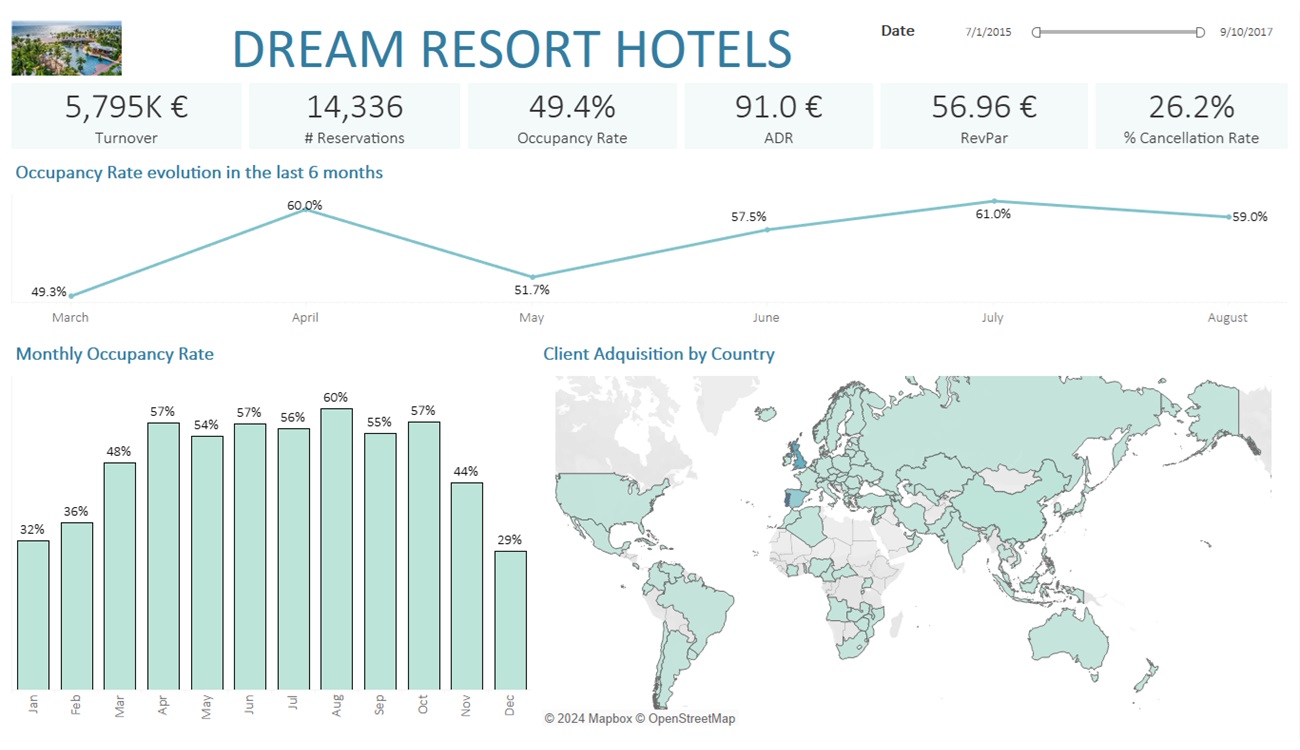 DREAM RESORT HOTELS
Date
7/1/2015
9/10/2017
5,795K €
Turnover
14,336
# Reservations
49.4%
Occupancy Rate
91.0 €
ADR
56.96 €
RevPar
26.2%
% Cancellation Rate
Occupancy Rate evolution in the last 6 months
49.3%
60.0%
51.7%
57.5%
61.0%
59.0%
March
April
May
June
July
August
Monthly Occupancy Rate
32%
36%
48%
57%
54%
57%
56%
60%
55%
57%
44%
29%
Jan
Feb
Mar
Apr
May
Jun
Jul
Aug
Sep
Oct
Nov
Dec
Client Adquisition by Country
© 2024 Mapbox © OpenStreetMap